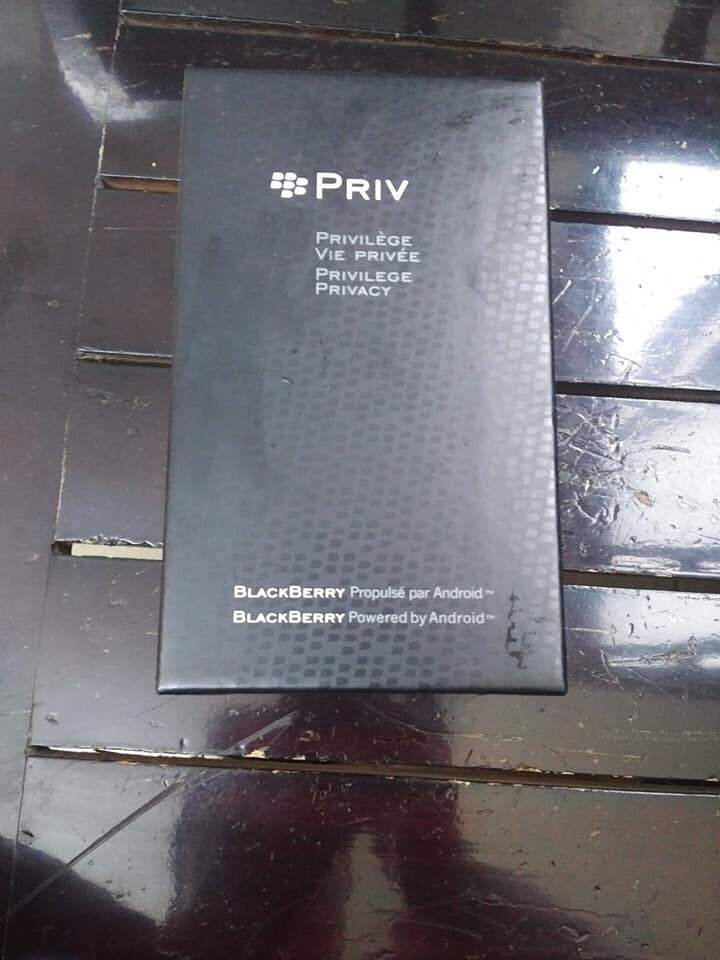 PRIV
PRIVILÈGE
VIE PRIVÉE
PRIVILEGE
PRIVACY
BLACKBERRY Propulsé par Android™
BLACKBERRY Powered by Android™